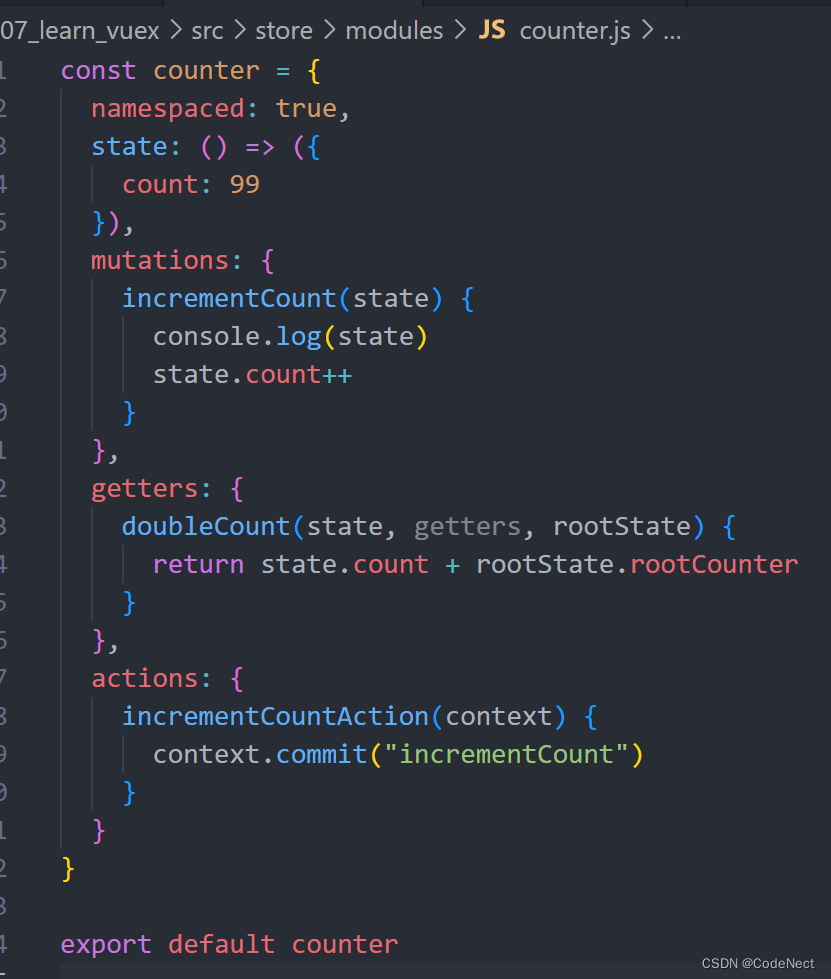 07_learn_vuex > src > store > modules > JS counter.js > ...
1 const counter = {
2 namespaced: true,
3 state: () => ({
4 count: 99
5 }),
6 mutations: {
7 incrementCount(state) {
8 console.log(state)
9 state.count++
0 }
1 },
2 getters: {
3 doubleCount(state, getters, rootState) {
4 return state.count + rootState.rootCounter
5 }
6 },
7 actions: {
8 incrementCountAction(context) {
9 context.commit("incrementCount")
0 }
1 }
2 }
3
4 export default counter
CSDN @CodeNect